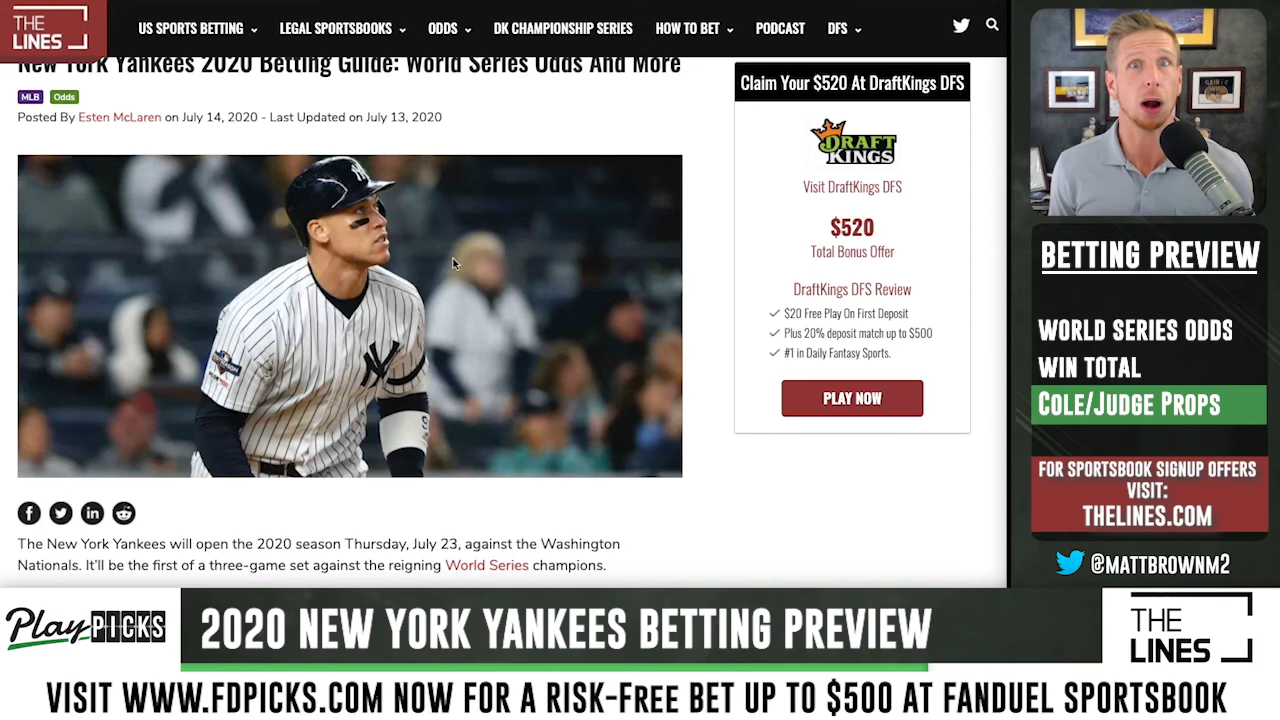 THE
LINES
US SPORTS BETTING
LEGAL SPORTSBOOKS
ODDS
DK CHAMPIONSHIP SERIES
HOW TO BET
PODCAST
DFS
New York Yankees 2020 Betting Guide: World Series Odds And More
MLB
Odds
Posted By Esten McLaren on July 14, 2020 - Last Updated on July 13, 2020
The New York Yankees will open the 2020 season Thursday, July 23, against the Washington
Nationals. It'll be the first of a three-game set against the reigning World Series champions.
Claim Your $520 At DraftKings DFS
DRAFT
KINGS
Visit DraftKings DFS
$520
Total Bonus Offer
DraftKings DFS Review
$20 Free Play On First Deposit
Plus 20% deposit match up to $500
#1 in Daily Fantasy Sports.
PLAY NOW
SAINTS
BETTING PREVIEW
WORLD SERIES ODDS
WIN TOTAL
COLE/JUDGE PROPS
FOR SPORTSBOOK SIGNUP OFFERS
VISIT:
THELINES.COM
@MATTBROWNM2
Play PICKS
2020 NEW YORK YANKEES BETTING PREVIEW
THE
LINES
VISIT WWW.FDPICKS.COM NOW FOR A RISK-FREE BET UP TO $500 AT FANDUEL SPORTSBOOK